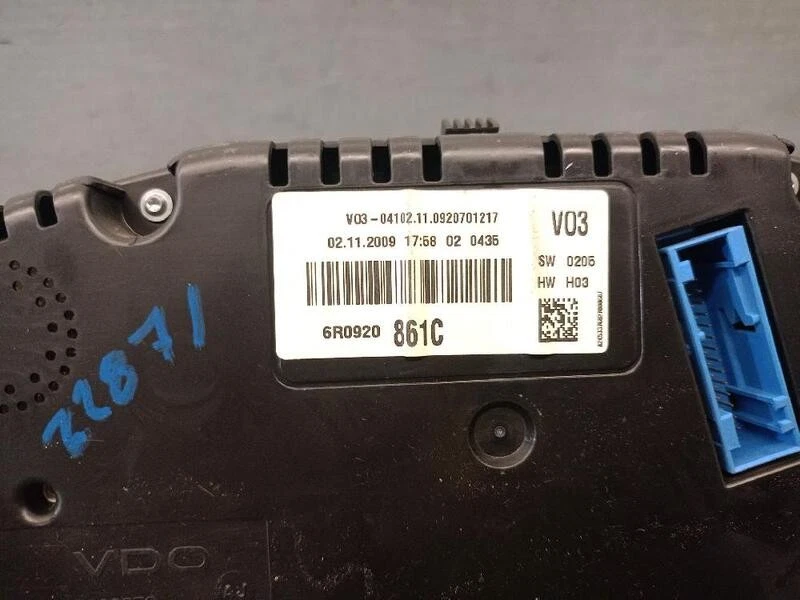 V03-04102.11.0920701217
V03
02.11.2009 17:58 02 0435
SW 0205
HW H03
6R0920 861C
22871
VDO